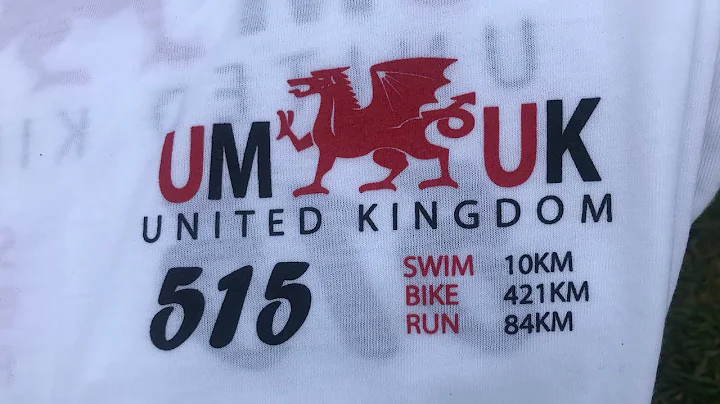 UM UK
UNITED KINGDOM
515
SWIM 10KM
BIKE 421KM
RUN 84KM